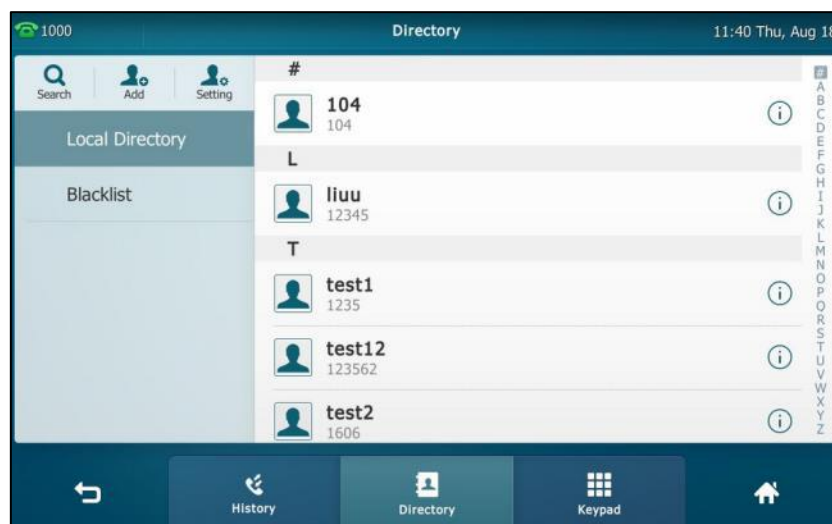 1000 Directory 11:40 Thu, Aug 18
Search Add Setting
Local Directory
Blacklist
#
104
104
L
liuu
12345
T
test1
1235
test12
123562
test2
1606
#
A
B
C
D
E
F
G
H
I
J
K
L
M
N
O
P
Q
R
S
T
U
V
W
X
Y
Z
History Directory Keypad